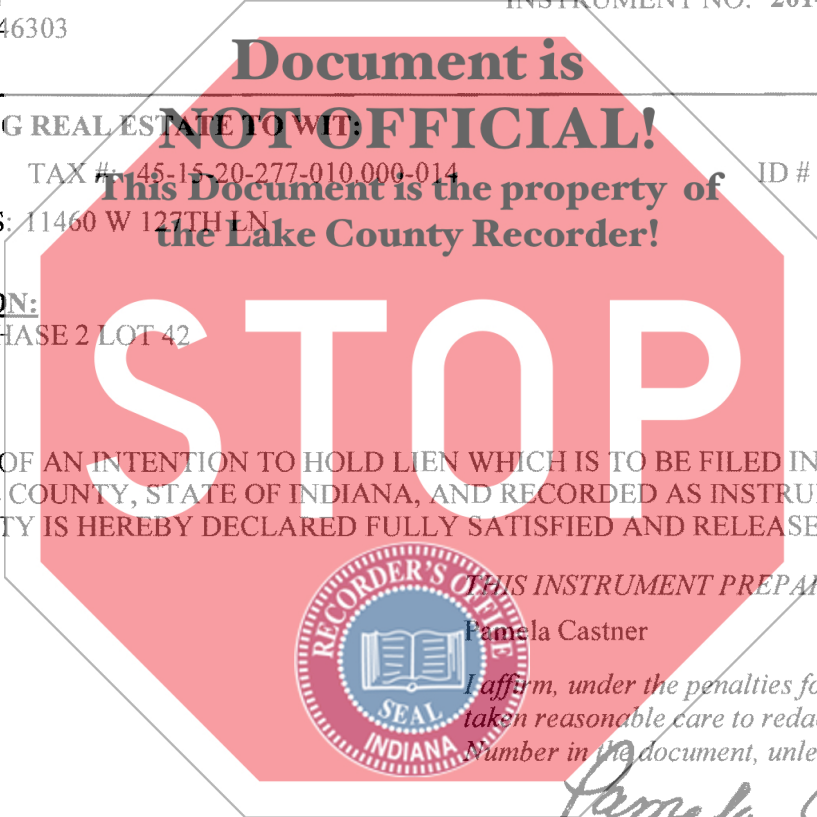 INSTRUMENT NO: 201
46303
Document is
NOT OFFICIAL!
G REAL ESTATE TO WIT:
TAX #: 45-15-20-277-010.000-014 ID #
This Document is the property of
S: 11460 W 127TH LN
the Lake County Recorder!
ON:
HASE 2 LOT 42
STOP
OF AN INTENTION TO HOLD LIEN WHICH IS TO BE FILED IN
COUNTY, STATE OF INDIANA, AND RECORDED AS INSTRU
TY IS HEREBY DECLARED FULLY SATISFIED AND RELEASE
RECORDER'S OFFICE
SEAL
INDIANA
THIS INSTRUMENT PREPAR
Pamela Castner
I affirm, under the penalties fo
taken reasonable care to reda
Number in the document, unle
Pamela C